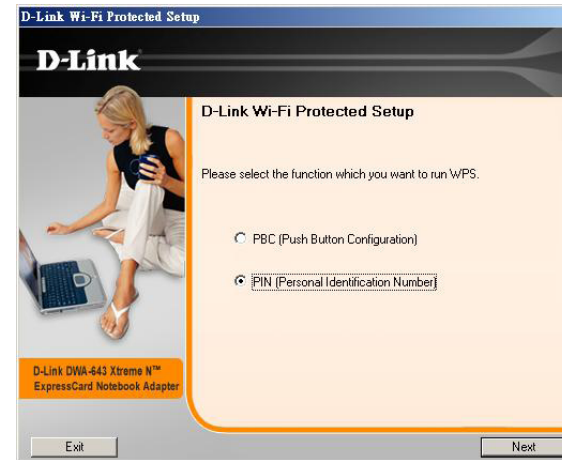 D-Link Wi-Fi Protected Setup
D-Link
D-Link Wi-Fi Protected Setup
Please select the function which you want to run WPS.
PBC (Push Button Configuration)
PIN (Personal Identification Number)
D-Link DWA-643 Xtreme N™
ExpressCard Notebook Adapter
Exit
Next